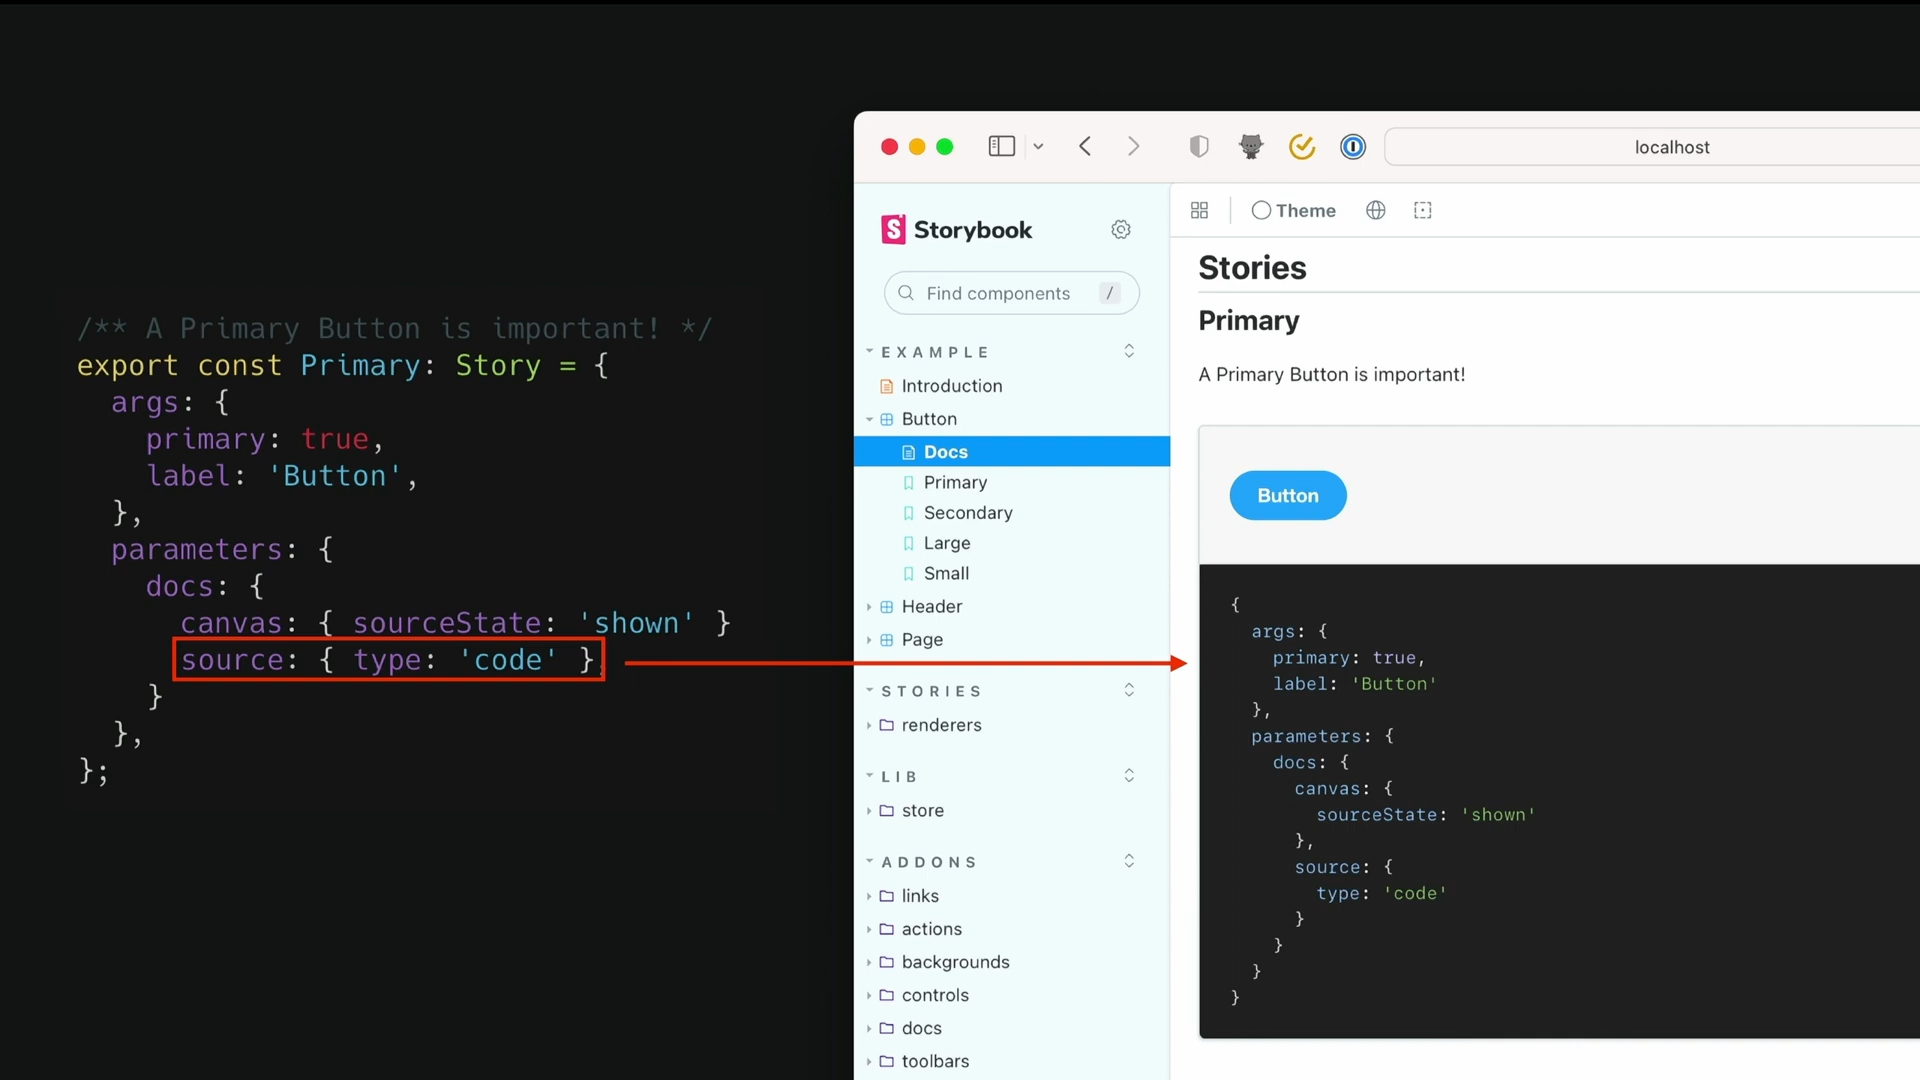 /** A Primary Button is important! */
export const Primary: Story = {
  args: {
    primary: true,
    label: 'Button',
  },
  parameters: {
    docs: {
      canvas: { sourceState: 'shown' }
      source: { type: 'code' }
    }
  },
};
localhost
Storybook
Find components /
EXAMPLE
Introduction
Button
Docs
Primary
Secondary
Large
Small
Header
Page
STORIES
renderers
LIB
store
ADDONS
links
actions
backgrounds
controls
docs
toolbars
Theme
Stories
Primary
A Primary Button is important!
Button
{
  args: {
    primary: true,
    label: 'Button'
  },
  parameters: {
    docs: {
      canvas: {
        sourceState: 'shown'
      },
      source: {
        type: 'code'
      }
    }
  }
}